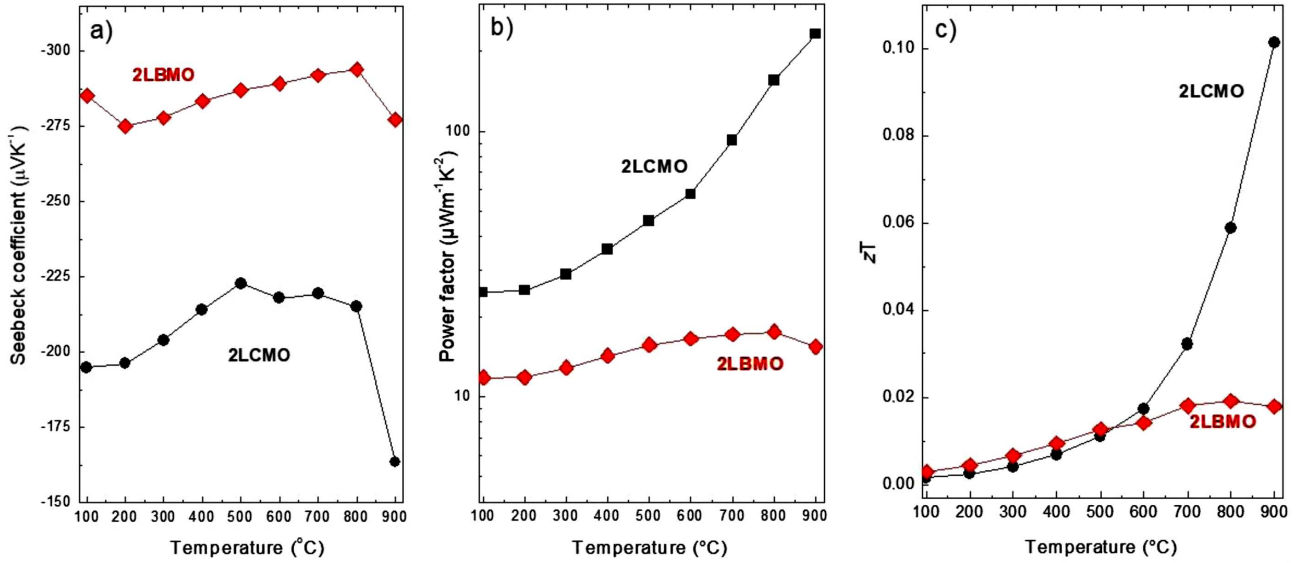 a)
2LBMO
2LCMO
-300
-275
-250
-225
-200
-175
-150
Seebeck coefficient (µVK⁻¹)
100 200 300 400 500 600 700 800 900
Temperature (°C)
b)
2LCMO
2LBMO
100
10
Power factor (µWm⁻¹K⁻²)
100 200 300 400 500 600 700 800 900
Temperature (°C)
c)
2LCMO
2LBMO
0.10
0.08
0.06
0.04
0.02
0.00
zT
100 200 300 400 500 600 700 800 900
Temperature (°C)